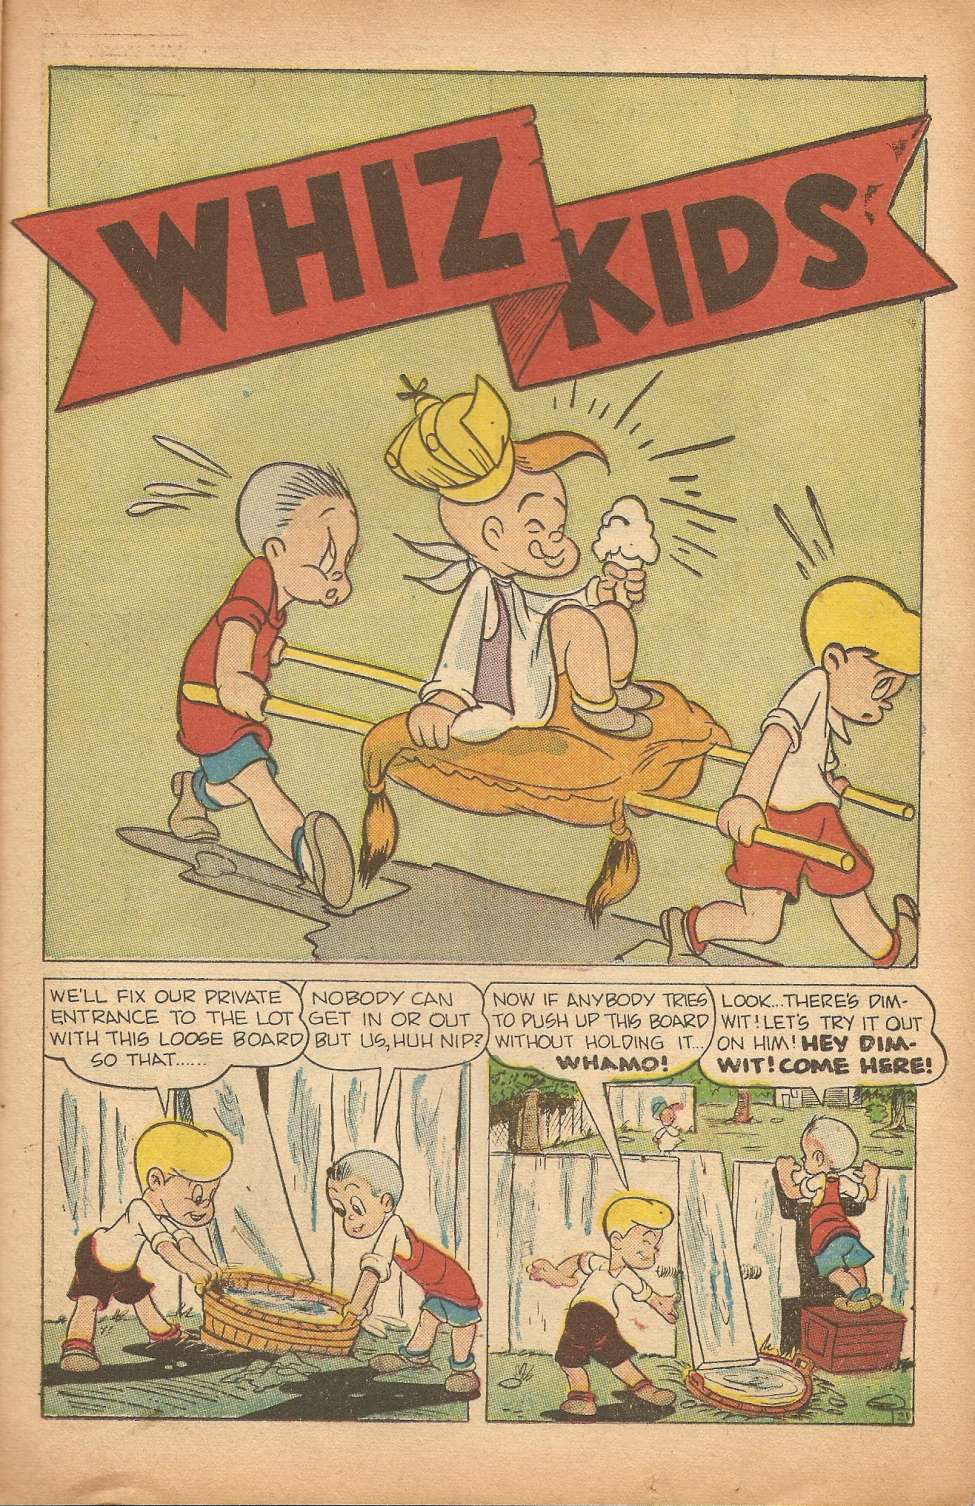 WHIZ
KIDS
WE'LL FIX OUR PRIVATE
ENTRANCE TO THE LOT
WITH THIS LOOSE BOARD
SO THAT......
NOBODY CAN
GET IN OR OUT
BUT US, HUH NIP?
NOW IF ANYBODY TRIES
TO PUSH UP THIS BOARD
WITHOUT HOLDING IT...
WHAMO!
LOOK...THERE'S DIM-
WIT! LET'S TRY IT OUT
ON HIM! HEY DIM-
WIT! COME HERE!